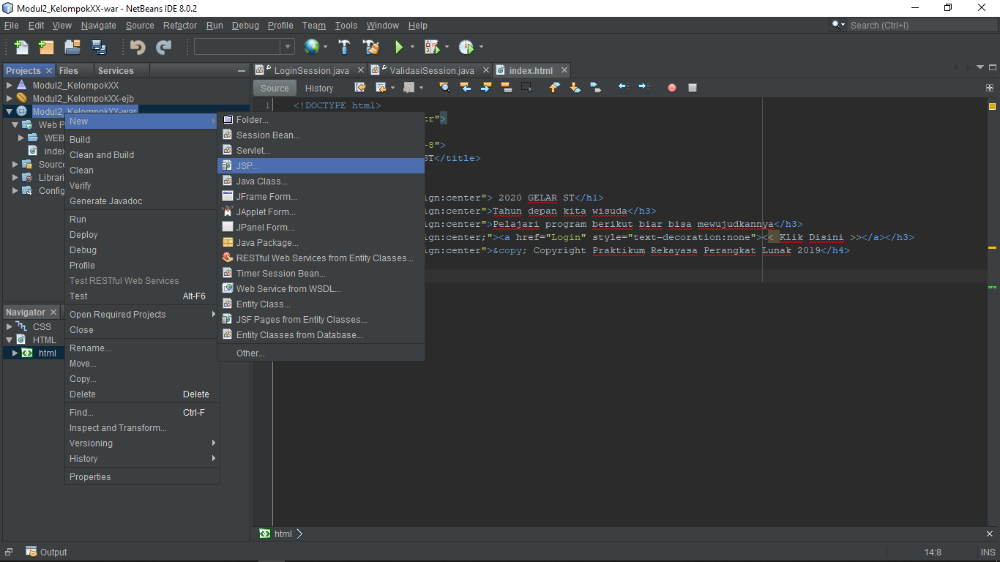 Modul2_KelompokXX-war - NetBeans IDE 8.0.2
File Edit View Navigate Source Refactor Run Debug Profile Team Tools Window Help
Search (Ctrl+I)
Projects Files Services
Modul2_KelompokXX
Modul2_KelompokXX-ejb
Modul2_KelompokXX-war
Web P
WEB
index
Source
Librari
Config
New
Build
Clean and Build
Clean
Verify
Generate Javadoc
Run
Deploy
Debug
Profile
Test RESTful Web Services
Test Alt-F6
Open Required Projects
Close
Rename...
Move...
Copy...
Delete Delete
Find... Ctrl-F
Inspect and Transform...
Versioning
History
Properties
Folder...
Session Bean...
Servlet...
JSP...
Java Class...
JFrame Form...
JApplet Form...
JPanel Form...
Java Package...
RESTful Web Services from Entity Classes...
Timer Session Bean...
Web Service from WSDL...
Entity Class...
JSF Pages from Entity Classes...
Entity Classes from Database...
Other...
Navigator
CSS
HTML
html
LoginSession.java ValidasiSession.java index.html
Source History
1 <!DOCTYPE html>
tr">
-8">
ST</title>
ign:center"> 2020 GELAR ST</h1>
ign:center">Tahun depan kita wisuda</h3>
ign:center">Pelajari program berikut biar bisa mewujudkannya</h3>
ign:center;"><a href="Login" style="text-decoration:none"><< Klik Disini >></a></h3>
ign:center">&copy; Copyright Praktikum Rekayasa Perangkat Lunak 2019</h4>
html
Output
14:8 INS